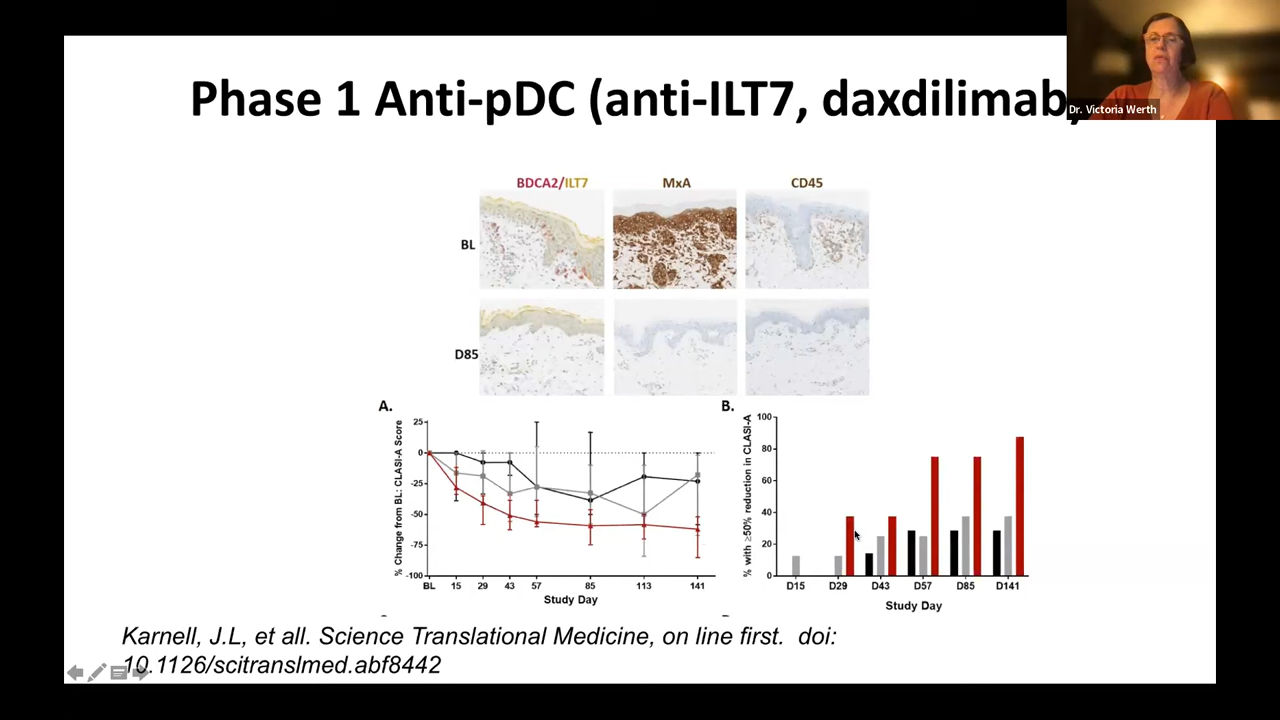 Phase 1 Anti-pDC (anti-ILT7, daxdilimab,
Dr. Victoria Werth
BDCA2/ILT7
MxA
CD45
BL
D85
A.
% Change from BL: CLASI-A Score
25
0
-25
-50
-75
-100
BL 15 29 43 57 85 113 141
Study Day
B.
% with ≥50% reduction in CLASI-A
100
80
60
40
20
0
D15 D29 D43 D57 D85 D141
Study Day
Karnell, J.L, et all. Science Translational Medicine, on line first. doi:
10.1126/scitranslmed.abf8442